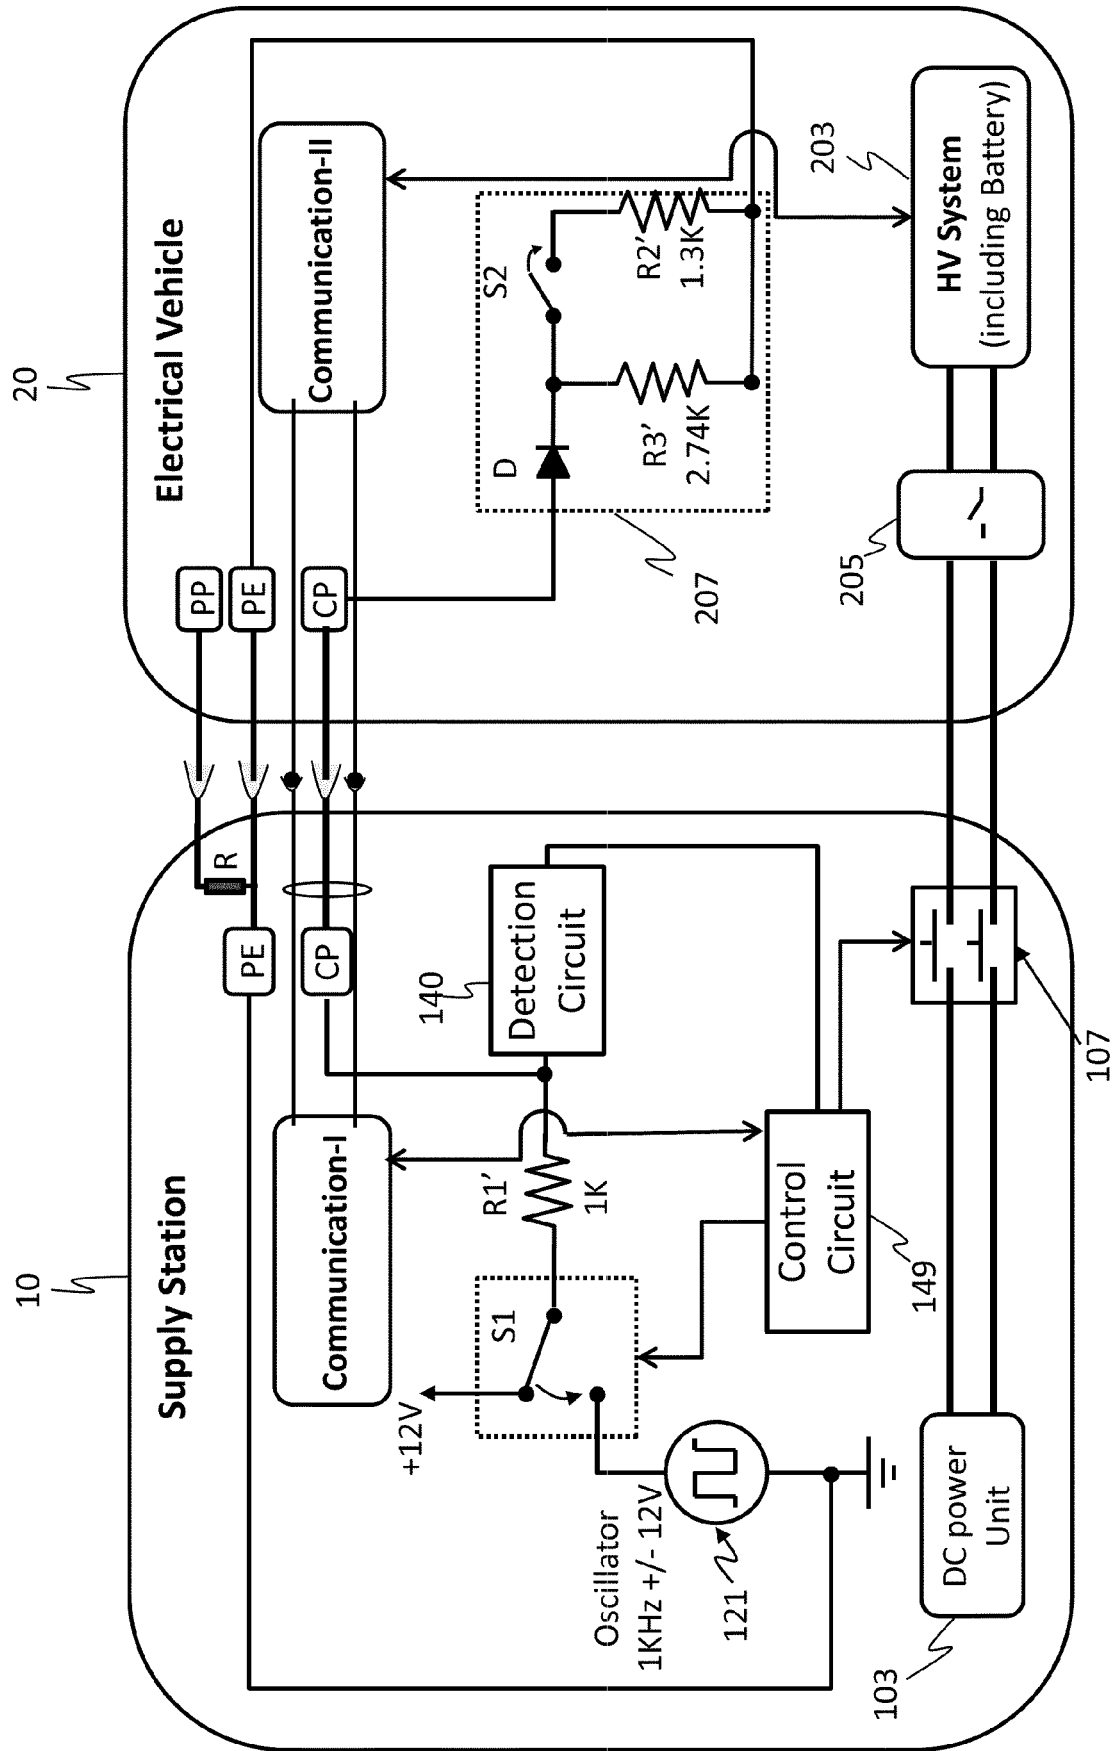 10
Supply Station
Communication-I
+12V
S1
R1'
1K
Oscillator
1KHz +/- 12V
121
140
Detection
Circuit
Control
Circuit
149
103
DC power
Unit
107
PE
CP
R
20
Electrical Vehicle
PP
PE
CP
Communication-II
D
S2
R3'
2.74K
R2'
1.3K
207
205
203
HV System
(including Battery)